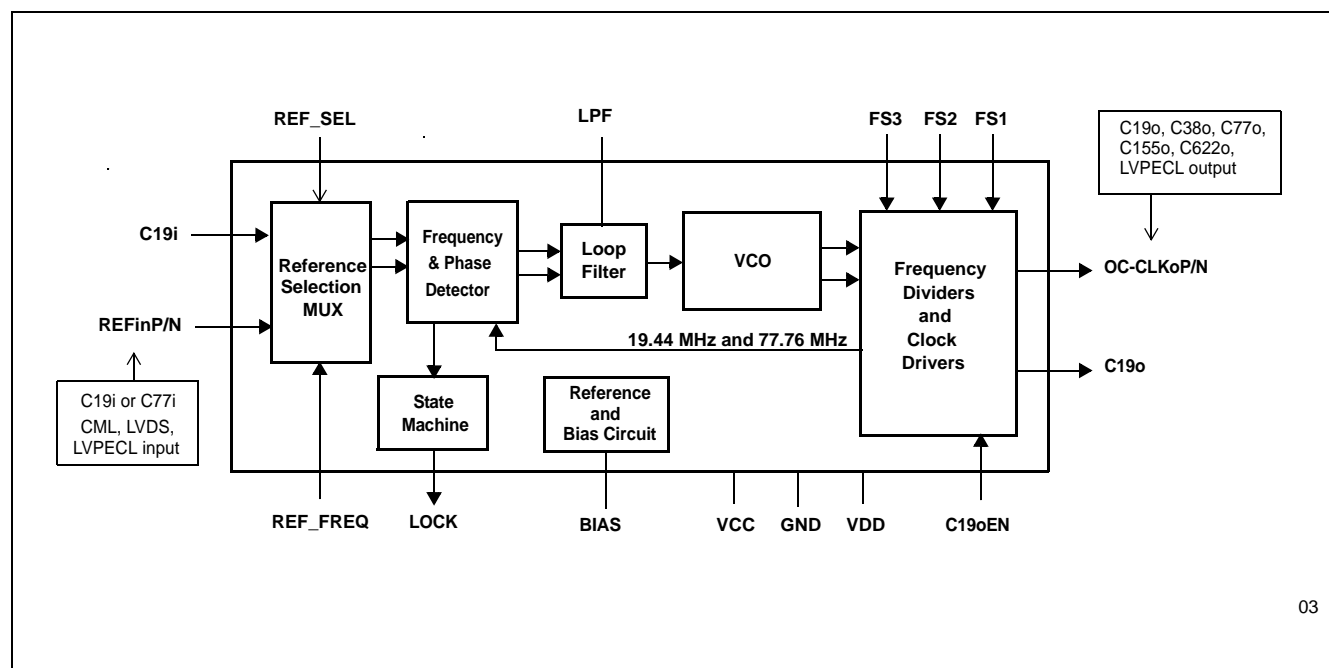 REF_SEL
LPF
FS3
FS2
FS1
C19o, C38o, C77o,
C155o, C622o,
LVPECL output
C19i
REFinP/N
C19i or C77i
CML, LVDS,
LVPECL input
Reference
Selection
MUX
Frequency
& Phase
Detector
Loop
Filter
VCO
Frequency
Dividers
and
Clock
Drivers
OC-CLKoP/N
C19o
19.44 MHz and 77.76 MHz
State
Machine
Reference
and
Bias Circuit
REF_FREQ
LOCK
BIAS
VCC
GND
VDD
C19oEN
03